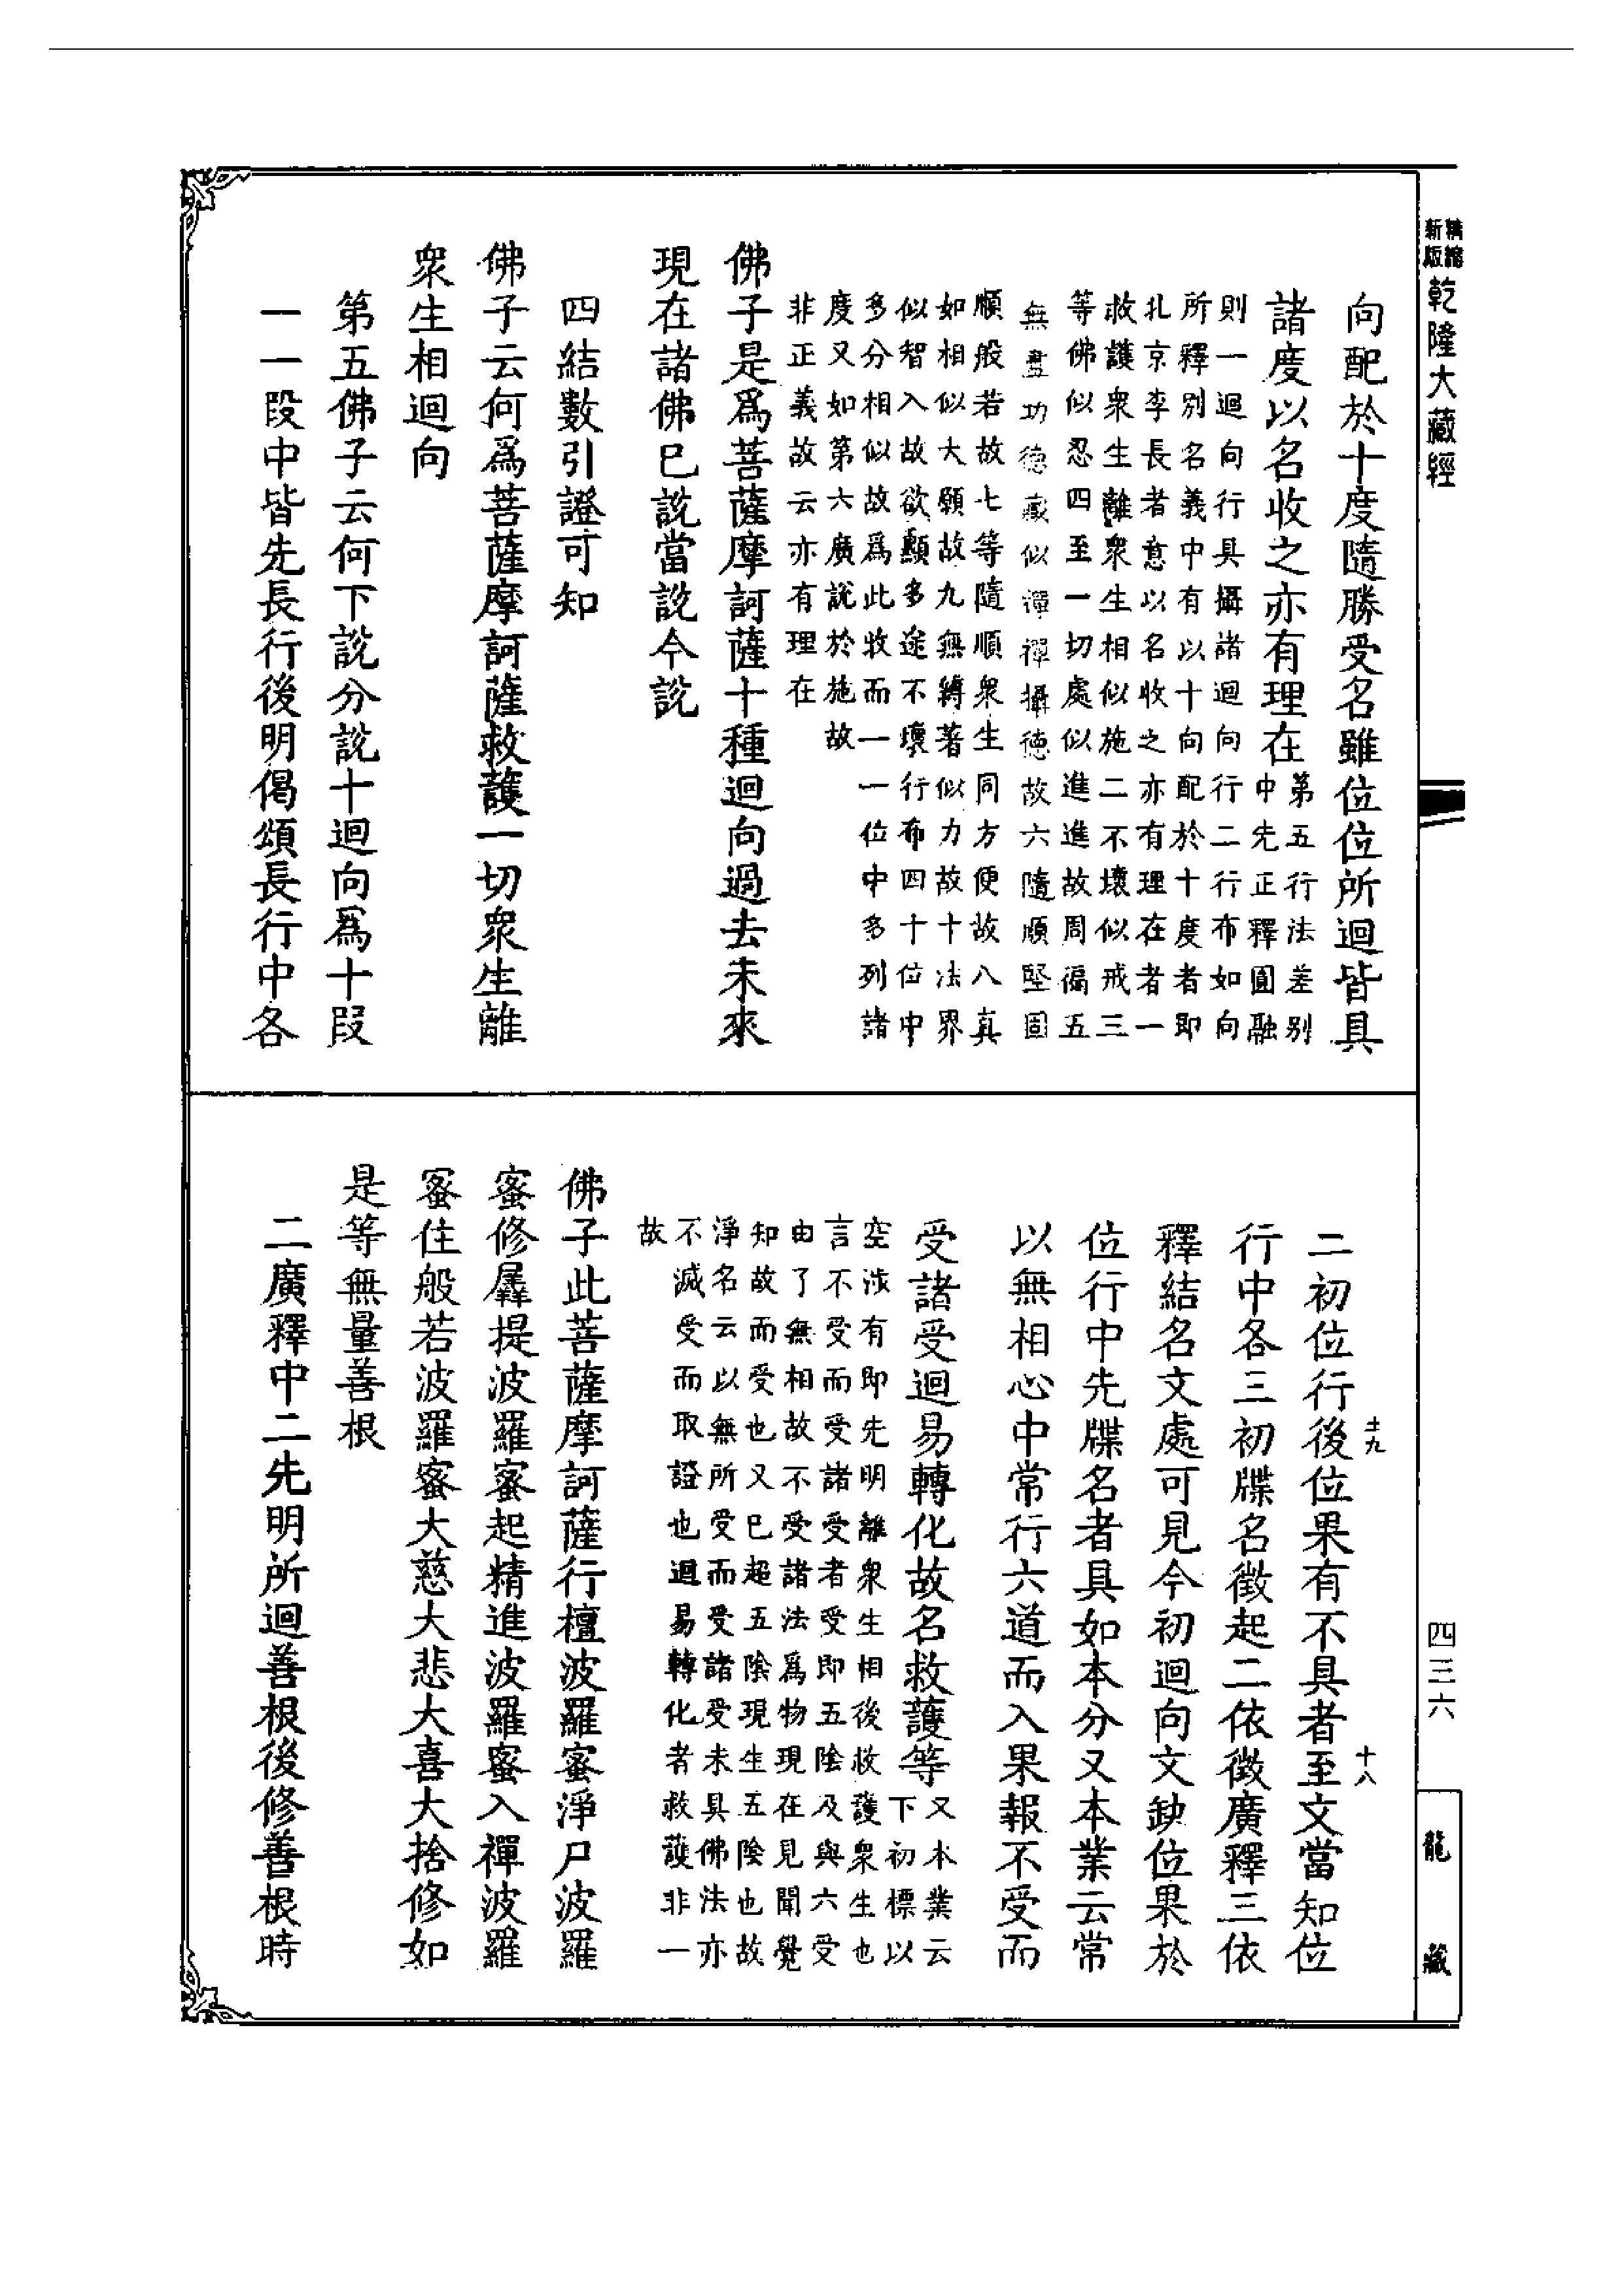 精縮新版
乾隆大藏經
四三六
龍藏
向配於十度隨勝受名雖位位所迴皆具
諸度以名收之亦有理在
第五行法差別
中先正釋圓融
則一迴向行具攝諸迴向行二行布如向
所釋別名義中有以十向配於十度者即
北京李長者意以名收之亦有理在者一
救護衆生離衆生相似施二不壞似戒三
等佛似忍四至一切處似進進故周徧五
無盡功德藏似禪禪攝德故六隨順堅固
順般若故七等隨順衆生同方便故八真
如相似大願故九無縛著似力故十法界
似智入故欲顯多途不壞行布四十位中
多分相似故爲此收而一一位中多列諸
度又如第六廣說於施故
非正義故云亦有理在
佛子是爲菩薩摩訶薩十種迴向過去未來
現在諸佛已說當說今說
四結數引證可知
佛子云何爲菩薩摩訶薩救護一切衆生離
衆生相迴向
第五佛子云何下說分說十迴向爲十段
一一段中皆先長行後明偈頌長行中各
二初位行後位果有不具者至文當知位
十九
十八
行中各三初牒名徵起二依徵廣釋三依
釋結名文處可見今初迴向文缺位果於
位行中先牒名者具如本分又本業云常
以無相心中常行六道而入果報不受而
受諸受迴易轉化故名救護等
又本業云
下初標以
空涉有即先明離衆生相後救護衆生也
言不受而受諸受者受即五陰及與六受
由了無相故不受諸法爲物現在見聞覺
知故而受也又已超五陰現生五陰也故
淨名云以無所受而受諸受未具佛法亦
不滅受而取證也迴易轉化者救護非一
故
佛子此菩薩摩訶薩行檀波羅蜜淨尸波羅
蜜修羼提波羅蜜起精進波羅蜜入禪波羅
蜜住般若波羅蜜大慈大悲大喜大捨修如
是等無量善根
二廣釋中二先明所迴善根後修善根時